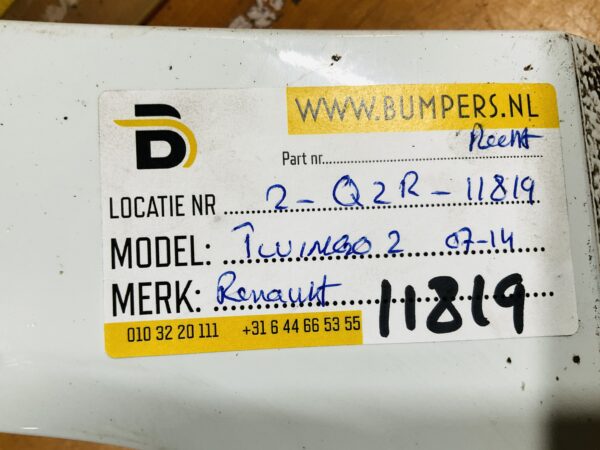 WWW.BUMPERS.NL
Recht
Part nr.
LOCATIE NR 2-Q2R-11819
MODEL: TWINGO 2 07-14
MERK: Renault 11819
010 32 20 111 +31 6 44 66 53 55